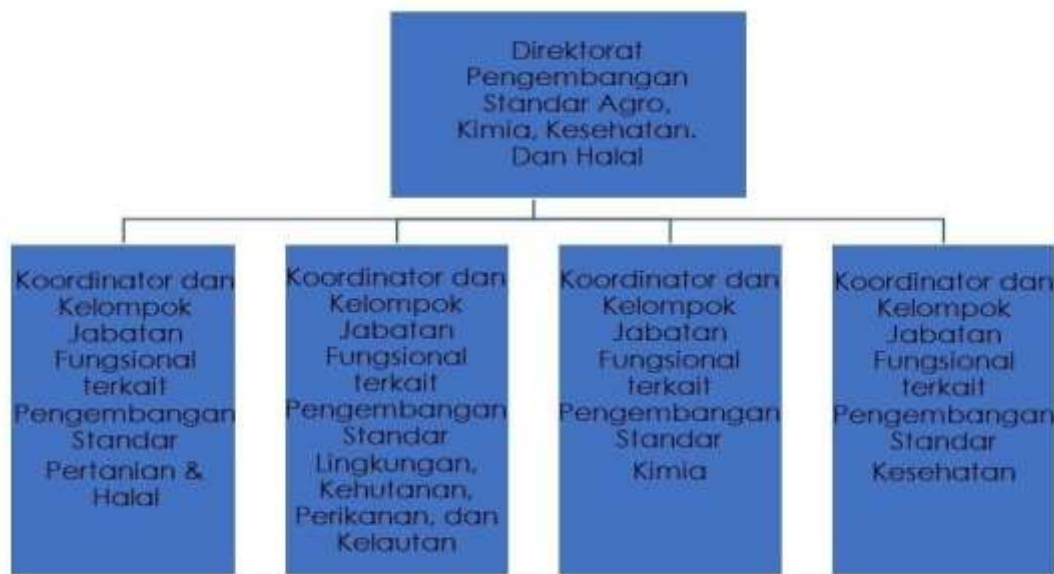 Direktorat
Pengembangan
Standar Agro,
Kimia, Kesehatan.
Dan Halal
Koordinator dan
Kelompok
Jabatan
Fungsional
terkait
Pengembangan
Standar
Pertanian &
Halal
Koordinator dan
Kelompok
Jabatan
Fungsional
terkait
Pengembangan
Standar
Lingkungan,
Kehutanan,
Perikanan, dan
Kelautan
Koordinator dan
Kelompok
Jabatan
Fungsional
terkait
Pengembangan
Standar
Kimia
Koordinator dan
Kelompok
Jabatan
Fungsional
terkait
Pengembangan
Standar
Kesehatan